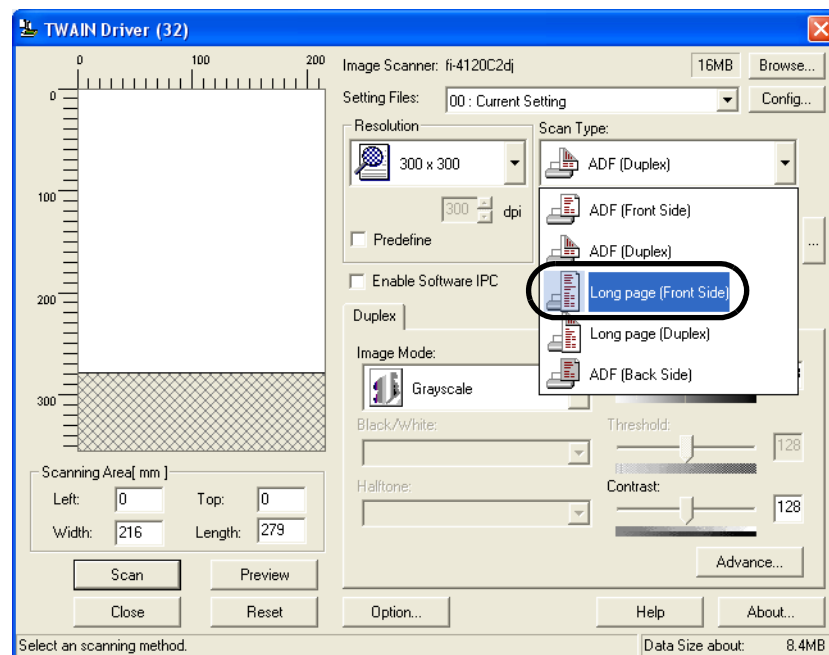 TWAIN Driver (32)
0 100 200
0
100
200
300
Image Scanner: fi-4120C2dj 16MB Browse...
Setting Files: 00 : Current Setting Config...
Resolution
300 x 300
300 dpi
Predefine
Scan Type:
ADF (Duplex)
ADF (Front Side)
ADF (Duplex)
Long page (Front Side)
Long page (Duplex)
ADF (Back Side)
...
Enable Software IPC
Duplex
Image Mode:
Grayscale
Black/White:
Halftone:
Threshold:
128
Contrast:
128
Advance...
Scanning Area[ mm ]
Left: 0 Top: 0
Width: 216 Length: 279
Scan Preview
Close Reset Option... Help About...
Select an scanning method. Data Size about: 8.4MB